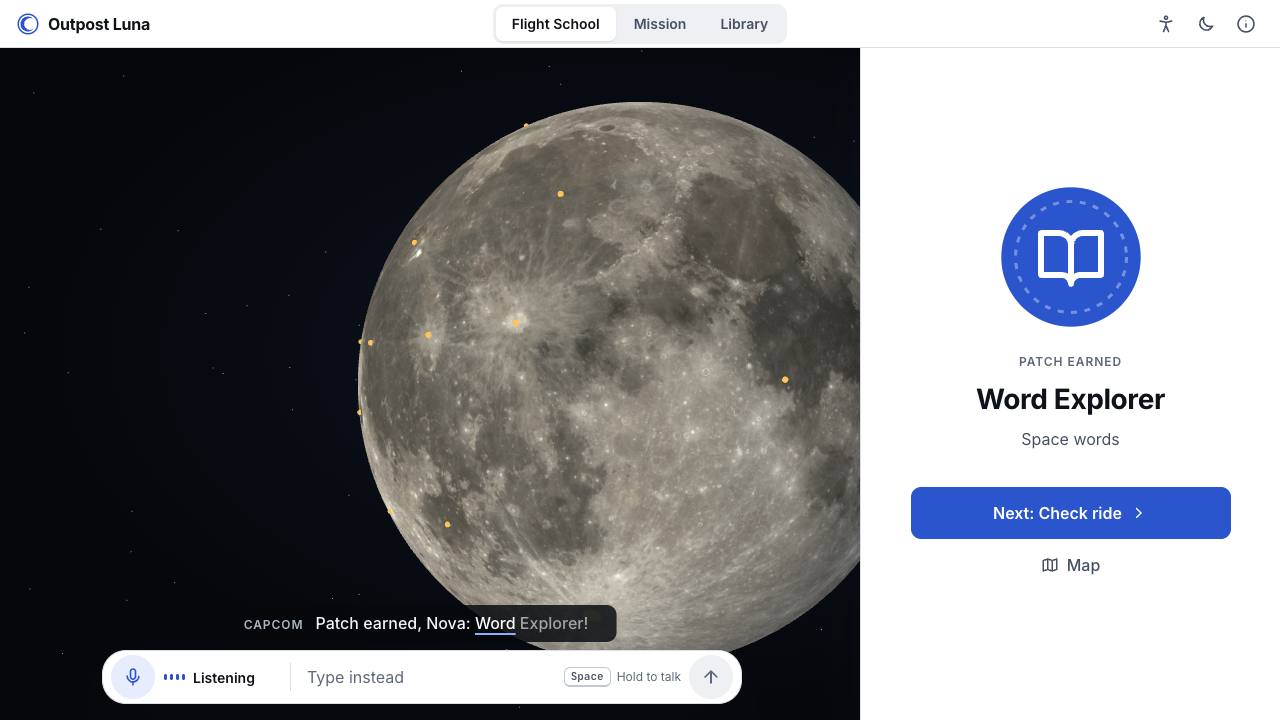 Outpost Luna
Flight School
Mission
Library
PATCH EARNED
Word Explorer
Space words
Next: Check ride
Map
CAPCOM Patch earned, Nova: Word Explorer!
Listening
Type instead
Space Hold to talk